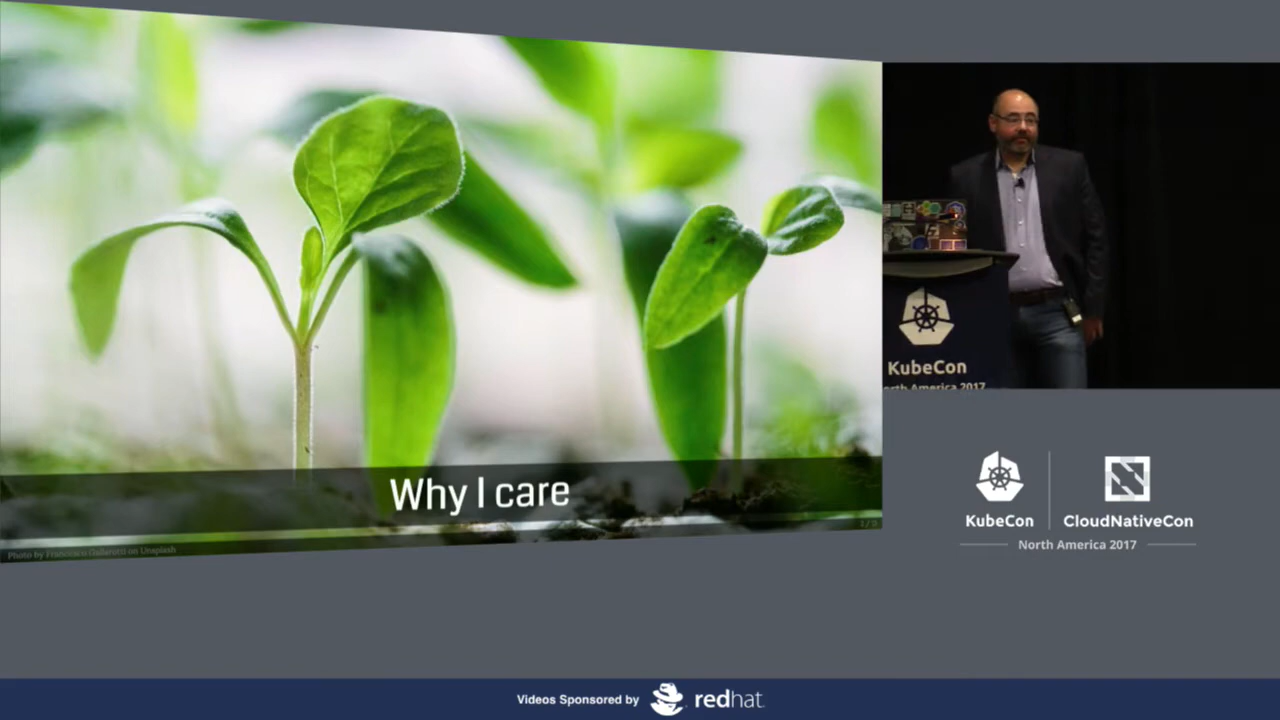 Why I care
Photo by Francesco Gallarotti on Unsplash
KubeCon
North America 2017
KubeCon
CloudNativeCon
North America 2017
Videos Sponsored by
redhat